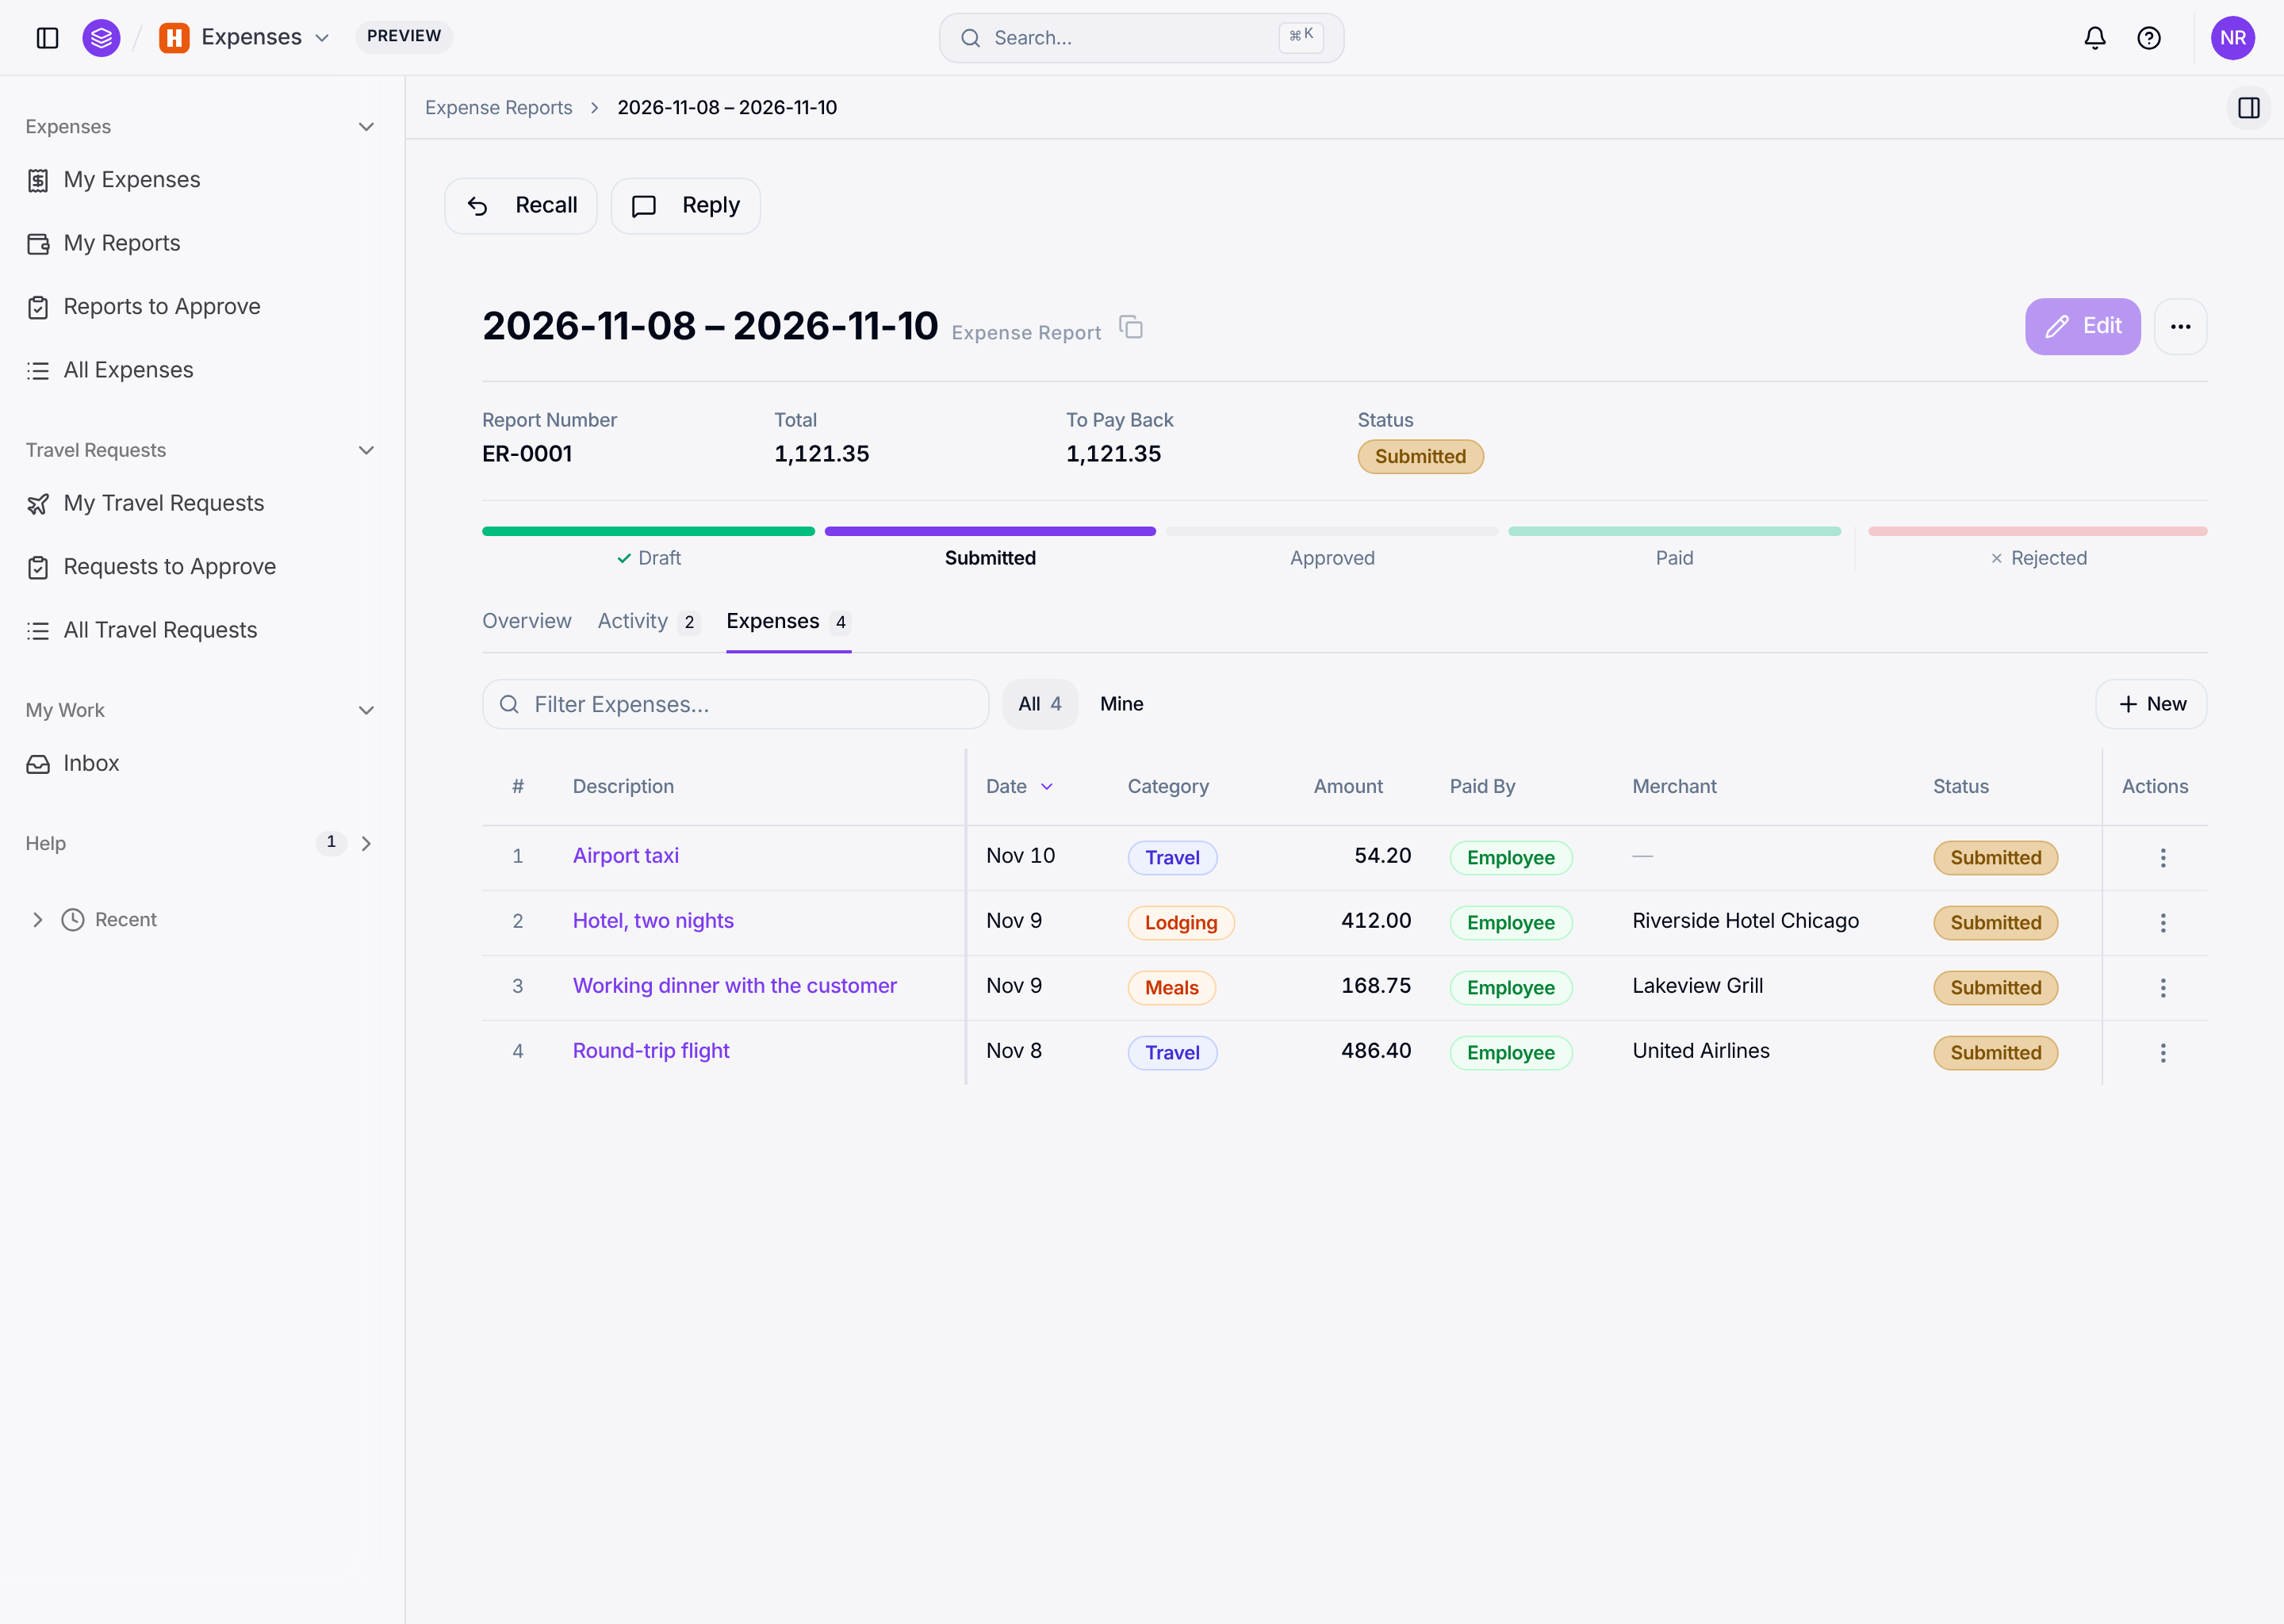 H Expenses PREVIEW Search... ⌘K NR
Expenses
My Expenses
My Reports
Reports to Approve
All Expenses
Travel Requests
My Travel Requests
Requests to Approve
All Travel Requests
My Work
Inbox
Help 1
Recent
Expense Reports > 2026-11-08 – 2026-11-10
Recall Reply
2026-11-08 – 2026-11-10 Expense Report
Edit
Report Number Total To Pay Back Status
ER-0001 1,121.35 1,121.35 Submitted
Draft Submitted Approved Paid Rejected
Overview Activity 2 Expenses 4
Filter Expenses... All 4 Mine New
# Description Date Category Amount Paid By Merchant Status Actions
1 Airport taxi Nov 10 Travel 54.20 Employee — Submitted
2 Hotel, two nights Nov 9 Lodging 412.00 Employee Riverside Hotel Chicago Submitted
3 Working dinner with the customer Nov 9 Meals 168.75 Employee Lakeview Grill Submitted
4 Round-trip flight Nov 8 Travel 486.40 Employee United Airlines Submitted